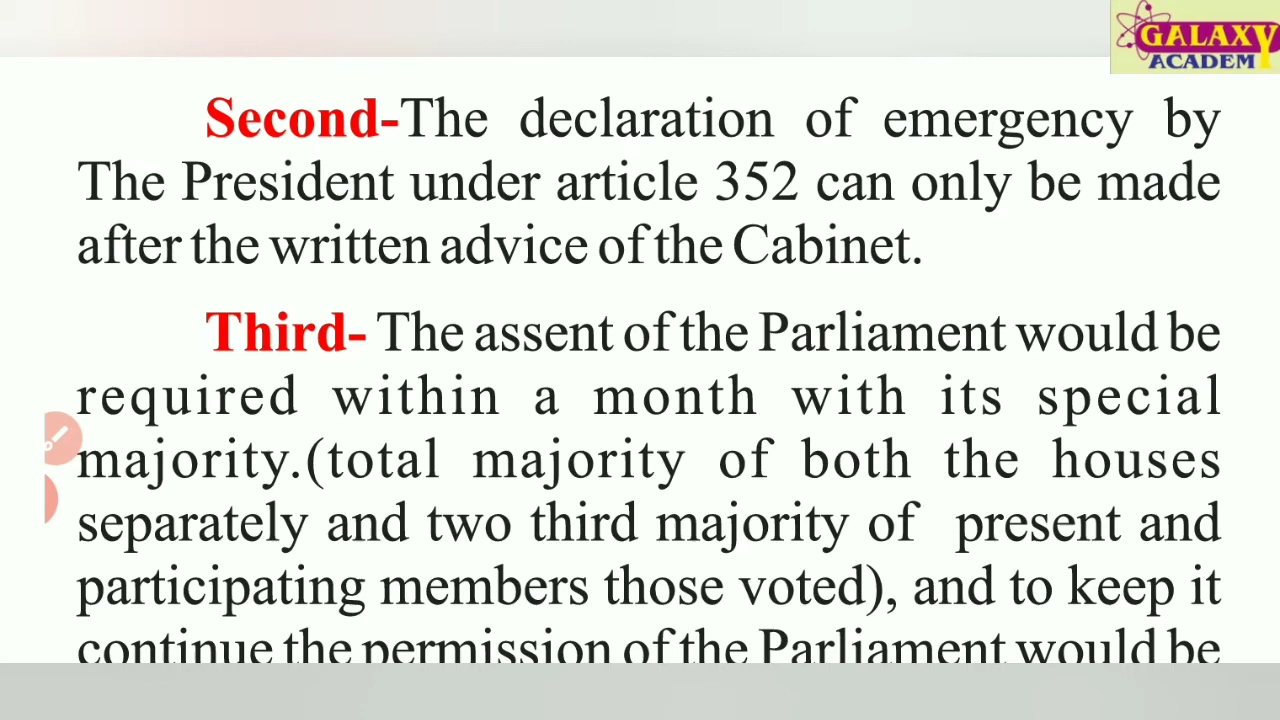 GALAXY
ACADEMY
Second-The declaration of emergency by
The President under article 352 can only be made
after the written advice of the Cabinet.
Third- The assent of the Parliament would be
required within a month with its special
majority.(total majority of both the houses
separately and two third majority of present and
participating members those voted), and to keep it
continue the permission of the Parliament would be